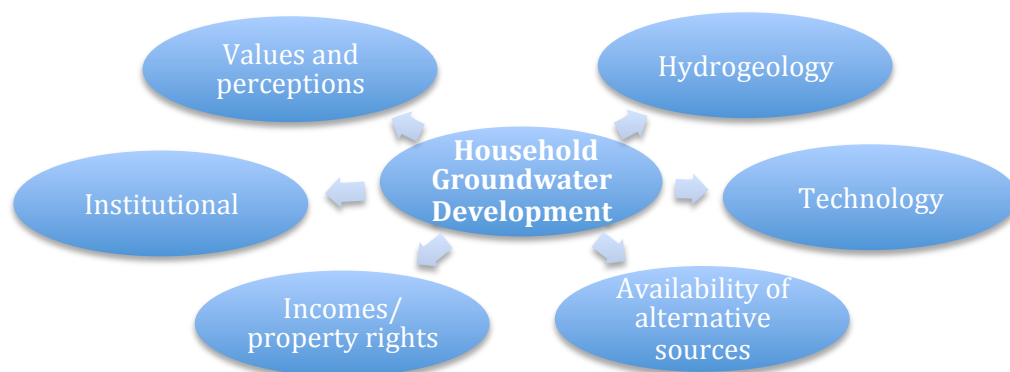 Values and
perceptions
Hydrogeology
Household
Groundwater
Development
Institutional
Technology
Incomes/
property rights
Availability of
alternative
sources